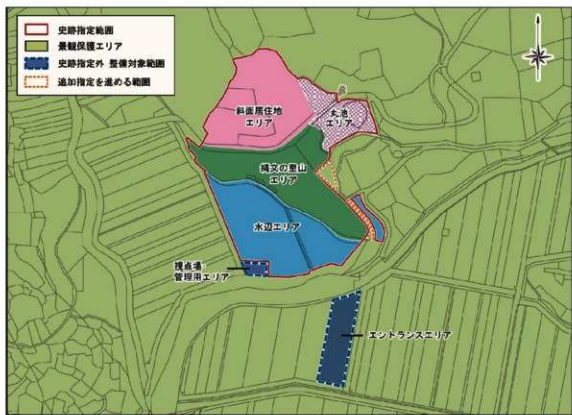 史跡指定範囲
景観保護エリア
史跡指定外 整備対象範囲
追加指定を進める範囲
斜面居住地
エリア
丸池
エリア
縄文の里山
エリア
水辺エリア
視点場・
管理用エリア
エントランスエリア